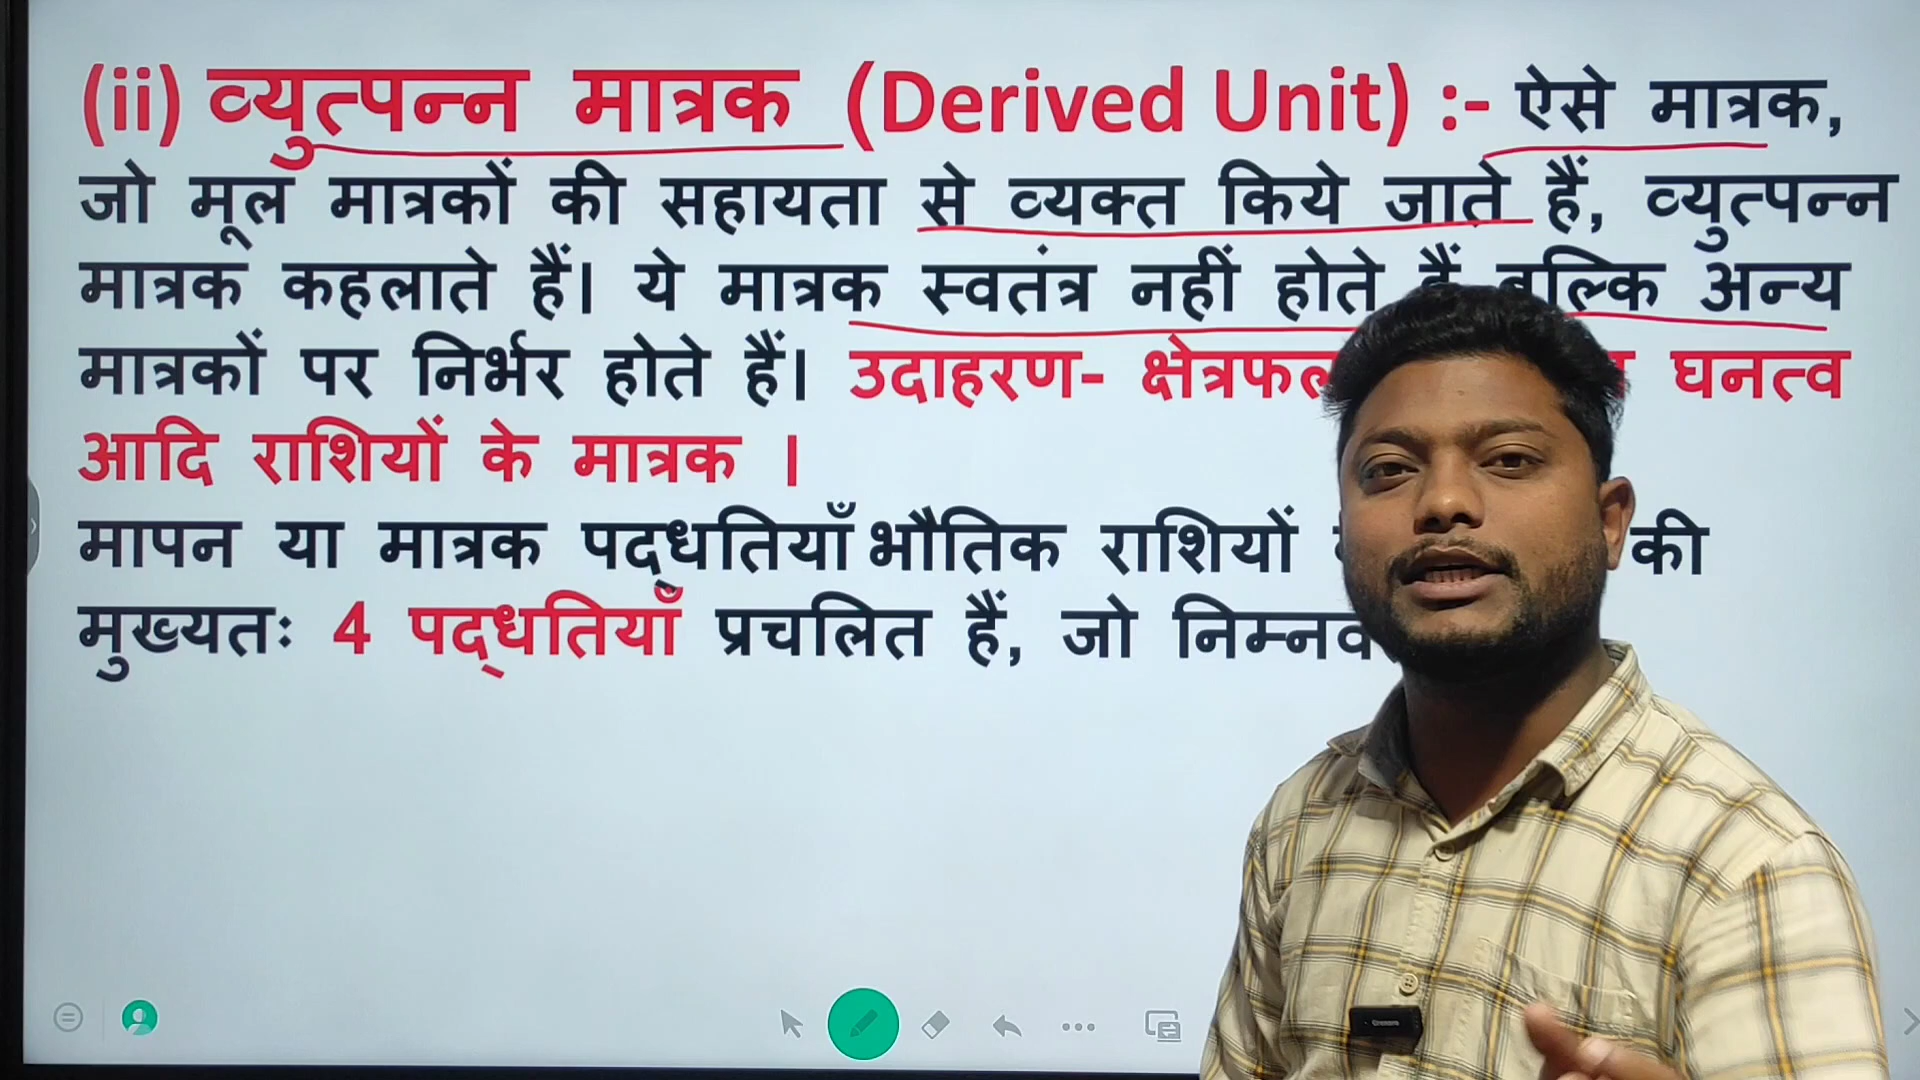 (ii) व्युत्पन्न मात्रक (Derived Unit) :- ऐसे मात्रक,
जो मूल मात्रकों की सहायता से व्यक्त किये जाते हैं, व्युत्पन्न
मात्रक कहलाते हैं। ये मात्रक स्वतंत्र नहीं होते हैं बल्कि अन्य
मात्रकों पर निर्भर होते हैं। उदाहरण- क्षेत्रफल घनत्व
आदि राशियों के मात्रक ।
मापन या मात्रक पद्धतियाँ भौतिक राशियों की
मुख्यतः 4 पद्धतियाँ प्रचलित हैं, जो